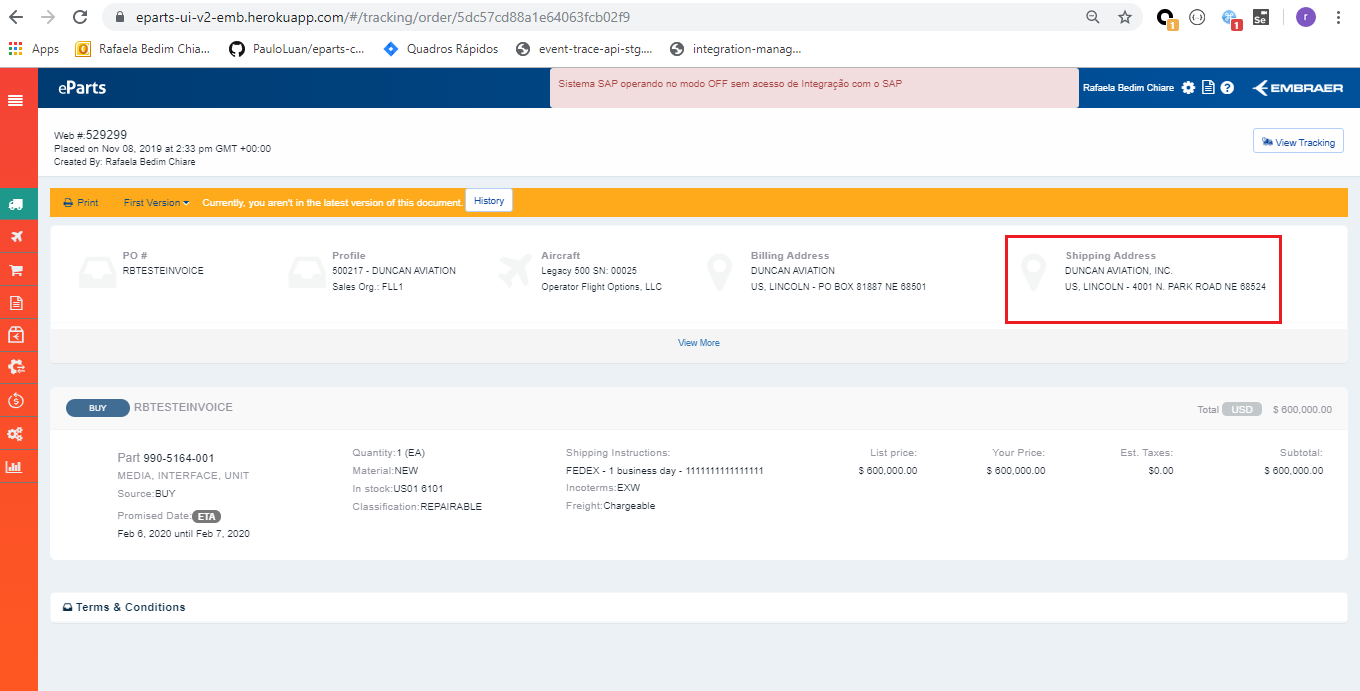 eparts-ui-v2-emb.herokuapp.com/#/tracking/order/5dc57cd88a1e64063fcb02f9
1
1
Se
r
Apps
Rafaela Bedim Chia...
PauloLuan/eparts-c...
Quadros Rápidos
event-trace-api-stg....
integration-manag...
eParts
Sistema SAP operando no modo OFF sem acesso de Integração com o SAP
Rafaela Bedim Chiare
EMBRAER
Web #:529299
Placed on Nov 08, 2019 at 2:33 pm GMT +00:00
Created By: Rafaela Bedim Chiare
View Tracking
Print
First Version
Currently, you aren't in the latest version of this document.
History
PO #
RBTESTEINVOICE
Profile
500217 - DUNCAN AVIATION
Sales Org.: FLL1
Aircraft
Legacy 500 SN: 00025
Operator Flight Options, LLC
Billing Address
DUNCAN AVIATION
US, LINCOLN - PO BOX 81887 NE 68501
Shipping Address
DUNCAN AVIATION, INC.
US, LINCOLN - 4001 N. PARK ROAD NE 68524
View More
BUY RBTESTEINVOICE
Total USD $ 600,000.00
Part 990-5164-001
MEDIA, INTERFACE, UNIT
Source:BUY
Promised Date: ETA
Feb 6, 2020 until Feb 7, 2020
Quantity:1 (EA)
Material:NEW
In stock:US01 6101
Classification:REPAIRABLE
Shipping Instructions:
FEDEX - 1 business day - 1111111111111111
Incoterms:EXW
Freight:Chargeable
List price:
$ 600,000.00
Your Price:
$ 600,000.00
Est. Taxes:
$0.00
Subtotal:
$ 600,000.00
Terms & Conditions